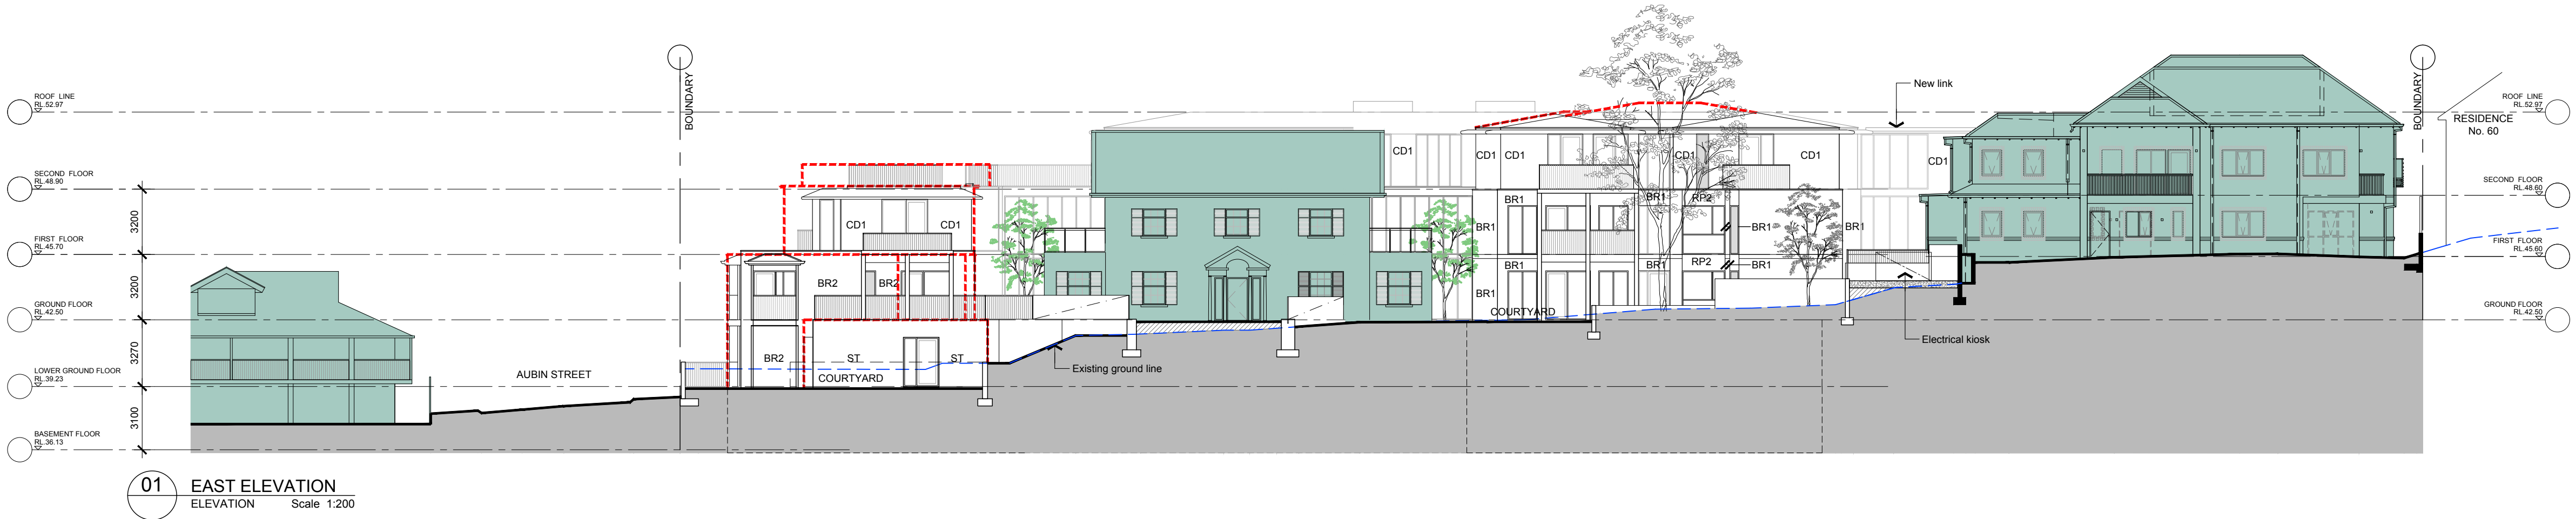 ROOF LINE
RL.52.97
SECOND FLOOR
RL.48.90
3200
FIRST FLOOR
RL.45.70
3200
GROUND FLOOR
RL.42.50
3270
LOWER GROUND FLOOR
RL.39.23
3100
BASEMENT FLOOR
RL.36.13
01
EAST ELEVATION
ELEVATION Scale 1:200
AUBIN STREET
BOUNDARY
CD1 CD1
BR2 BR2
BR2 ST ST
COURTYARD
Existing ground line
CD1 CD1 CD1 CD1 CD1 CD1
BR1 BR1 RP2
BR1 BR1 BR1
BR1 BR1 RP2 BR1
BR1
COURTYARD
New link
Electrical kiosk
BOUNDARY
RESIDENCE
No. 60
ROOF LINE
RL.52.97
SECOND FLOOR
RL.48.60
FIRST FLOOR
RL.45.60
GROUND FLOOR
RL.42.50